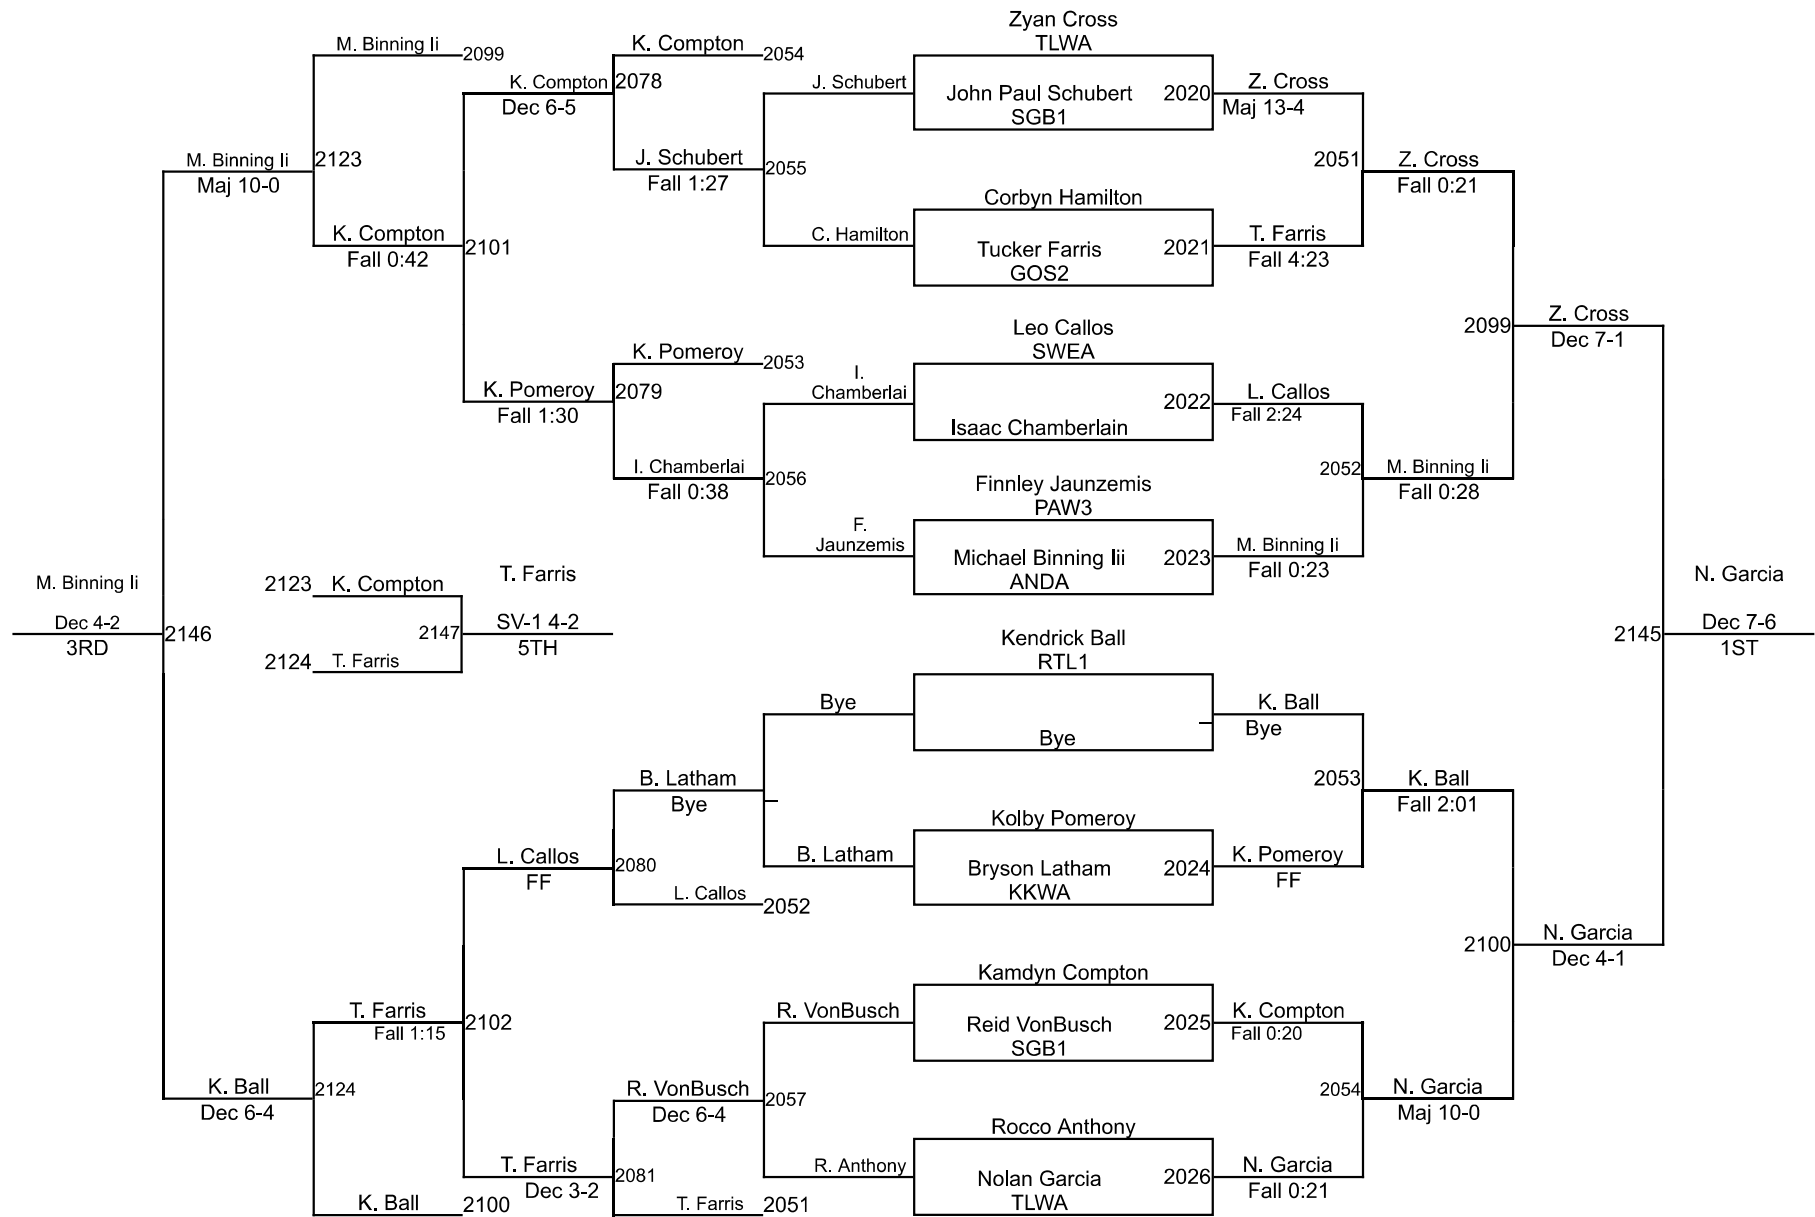 Zyan Cross
TLWA
M. Binning Ii
2099
K. Compton
2054
K. Compton
2078
Dec 6-5
J. Schubert
John Paul Schubert
SGB1
2020
Z. Cross
Maj 13-4
M. Binning Ii
2123
Maj 10-0
J. Schubert
2055
Fall 1:27
2051
Z. Cross
Fall 0:21
Corbyn Hamilton
K. Compton
2101
Fall 0:42
C. Hamilton
Tucker Farris
GOS2
2021
T. Farris
Fall 4:23
Leo Callos
SWEA
2099
Z. Cross
Dec 7-1
K. Pomeroy
2053
K. Pomeroy
2079
Fall 1:30
I.
Chamberlai
2022
Isaac Chamberlain
L. Callos
Fall 2:24
I. Chamberlai
2056
Fall 0:38
2052
M. Binning Ii
Fall 0:28
Finnley Jaunzemis
PAW3
F.
Jaunzemis
Michael Binning Iii
ANDA
2023
M. Binning Ii
Fall 0:23
M. Binning Ii
Dec 4-2
3RD
2146
2123
K. Compton
2124
T. Farris
2147
T. Farris
SV-1 4-2
5TH
N. Garcia
2145
Dec 7-6
1ST
Kendrick Ball
RTL1
Bye
Bye
K. Ball
Bye
B. Latham
Bye
2053
K. Ball
Fall 2:01
Kolby Pomeroy
L. Callos
FF
2080
B. Latham
Bryson Latham
KKWA
2024
K. Pomeroy
FF
L. Callos
2052
2100
N. Garcia
Dec 4-1
Kamdyn Compton
T. Farris
Fall 1:15
2102
R. VonBusch
Reid VonBusch
SGB1
2025
K. Compton
Fall 0:20
K. Ball
Dec 6-4
2124
R. VonBusch
Dec 6-4
2057
2054
N. Garcia
Maj 10-0
Rocco Anthony
T. Farris
Dec 3-2
2081
R. Anthony
Nolan Garcia
TLWA
2026
N. Garcia
Fall 0:21
K. Ball
2100
T. Farris
2051